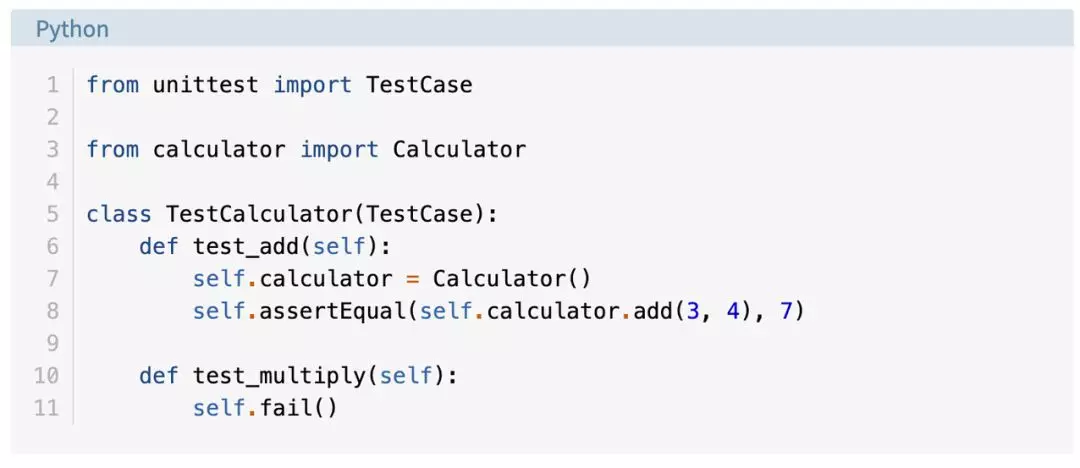 Python
1 from unittest import TestCase
2
3 from calculator import Calculator
4
5 class TestCalculator(TestCase):
6     def test_add(self):
7         self.calculator = Calculator()
8         self.assertEqual(self.calculator.add(3, 4), 7)
9
10     def test_multiply(self):
11         self.fail()